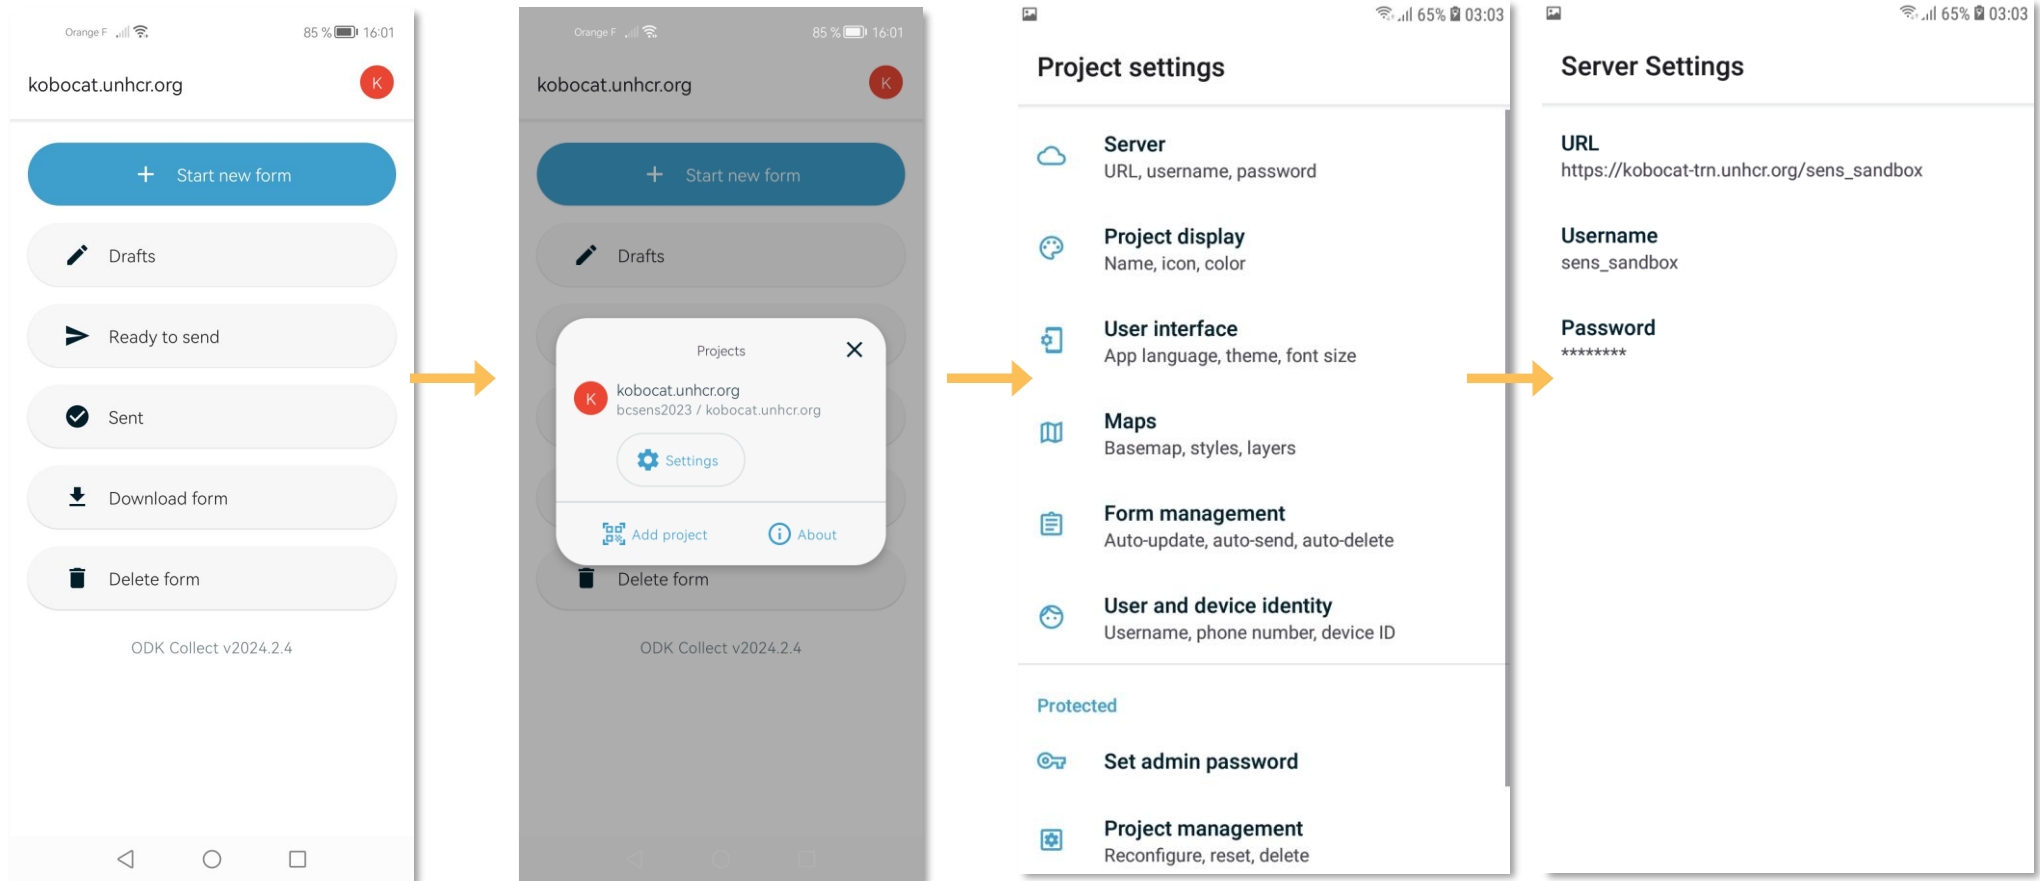 Orange F
85 % 16:01
kobocat.unhcr.org
K
Start new form
Drafts
Ready to send
Sent
Download form
Delete form
ODK Collect v2024.2.4
Orange F
85 % 16:01
kobocat.unhcr.org
K
Start new form
Drafts
Projects
K
kobocat.unhcr.org
bcsens2023 / kobocat.unhcr.org
Settings
Add project
About
Delete form
ODK Collect v2024.2.4
65% 03:03
Project settings
Server
URL, username, password
Project display
Name, icon, color
User interface
App language, theme, font size
Maps
Basemap, styles, layers
Form management
Auto-update, auto-send, auto-delete
User and device identity
Username, phone number, device ID
Protected
Set admin password
Project management
Reconfigure, reset, delete
65% 03:03
Server Settings
URL
https://kobocat-trn.unhcr.org/sens_sandbox
Username
sens_sandbox
Password
********